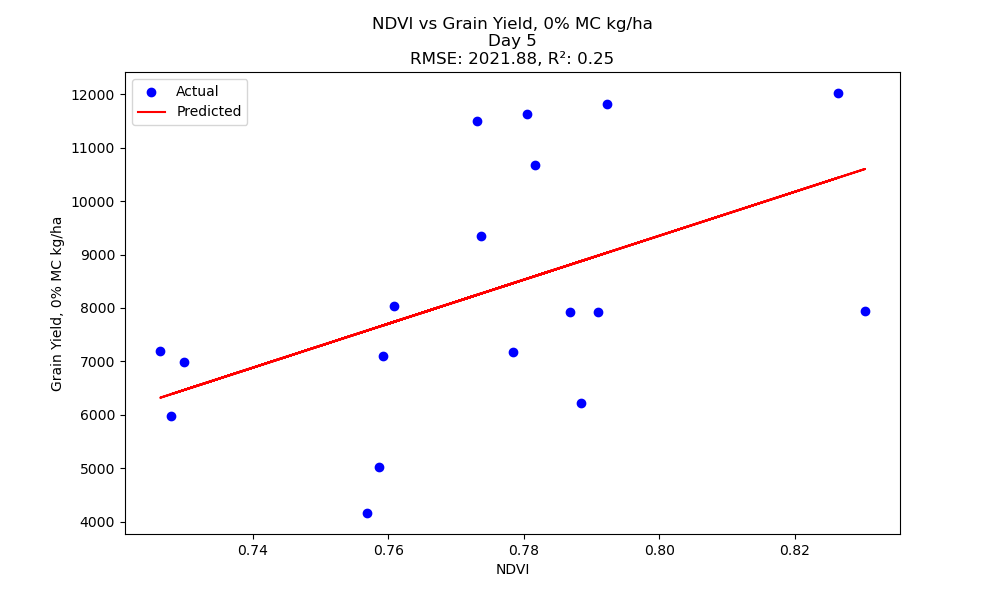 NDVI vs Grain Yield, 0% MC kg/ha
Day 5
RMSE: 2021.88, R²: 0.25
Actual
Predicted
Grain Yield, 0% MC kg/ha
12000
11000
10000
9000
8000
7000
6000
5000
4000
0.74 0.76 0.78 0.80 0.82
NDVI